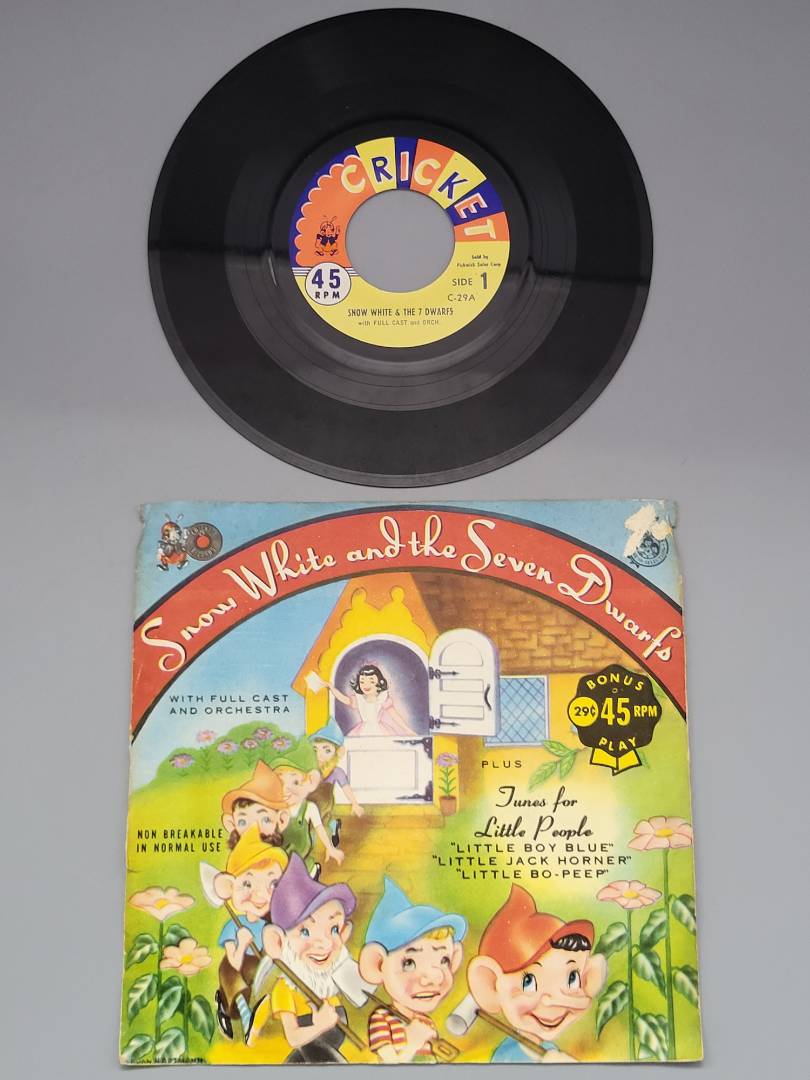 CRICKET
Sold by
Pickwick Sales Corp
45
RPM
SIDE 1
C-29A
SNOW WHITE & THE 7 DWARFS
with FULL CAST and ORCH.
Snow White and the Seven Dwarfs
WITH FULL CAST
AND ORCHESTRA
BONUS
29¢ 45 RPM
PLAY
PLUS
Tunes for
Little People
"LITTLE BOY BLUE"
"LITTLE JACK HORNER"
"LITTLE BO-PEEP"
NON BREAKABLE
IN NORMAL USE